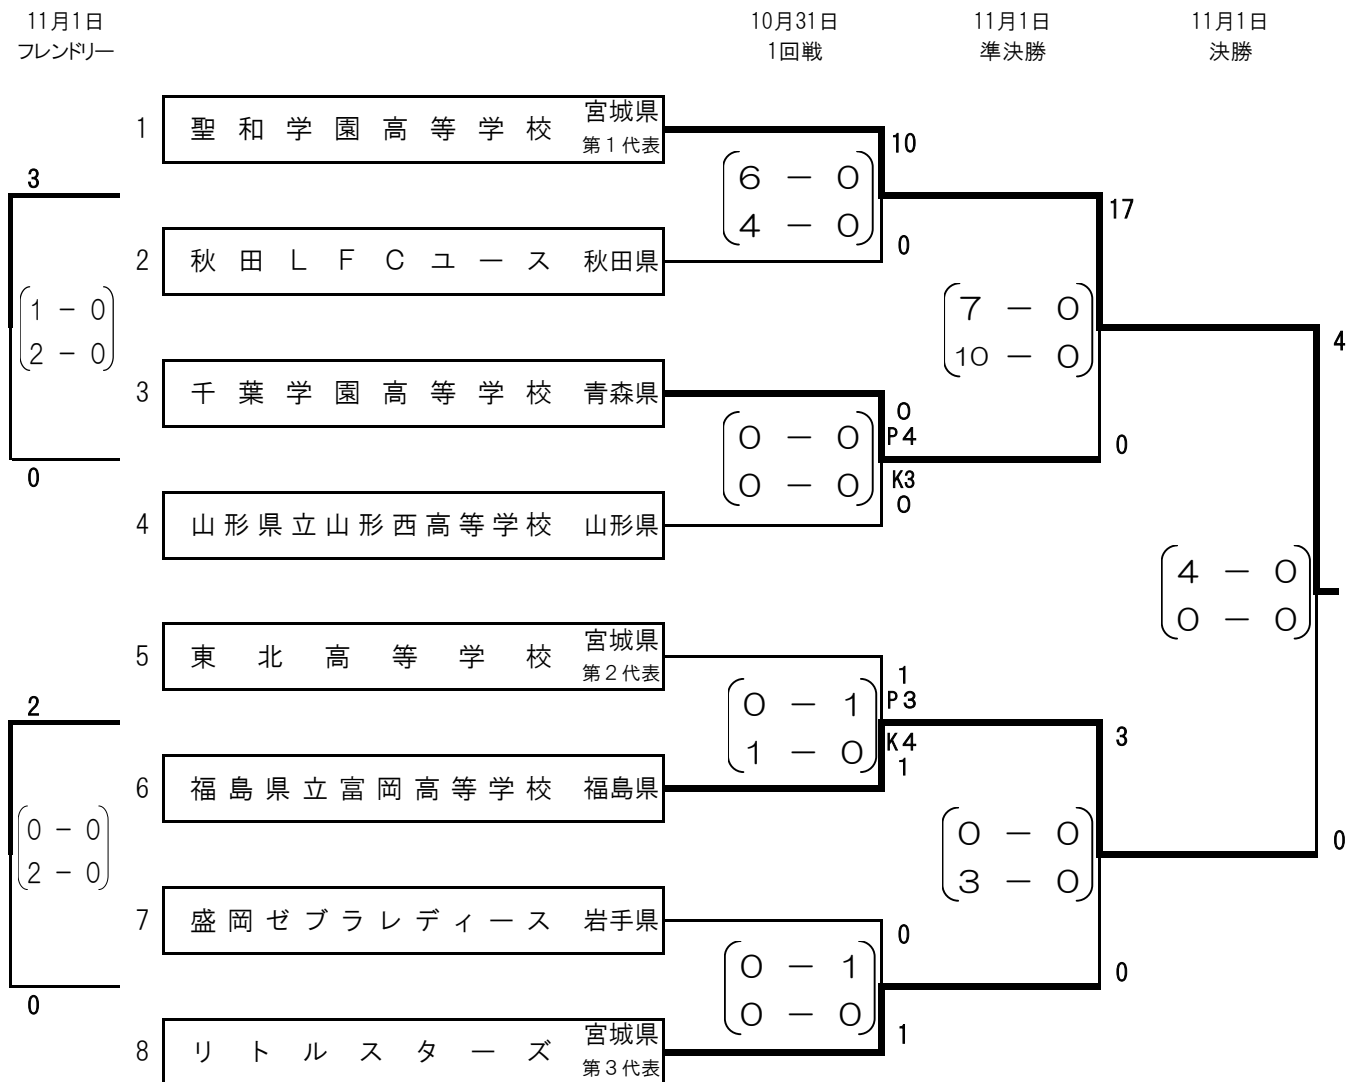 11月1日
フレンドリー
10月31日
1回戦
11月1日
準決勝
11月1日
決勝
1 聖和学園高等学校 宮城県
第1代表
10
6 - 0
4 - 0
3
17
2 秋田LFCユース 秋田県
0
1 - 0
2 - 0
7 - 0
10 - 0
4
3 千葉学園高等学校 青森県
0
P4
0 - 0
0 - 0
0
0
K3
0
4 山形県立山形西高等学校 山形県
4 - 0
0 - 0
5 東北高等学校 宮城県
第2代表
1
P3
0 - 1
1 - 0
2
K4
1
3
6 福島県立富岡高等学校 福島県
0 - 0
2 - 0
0 - 0
3 - 0
0
7 盛岡ゼブラレディース 岩手県
0
0 - 1
0 - 0
0
0
1
8 リトルスターズ 宮城県
第3代表